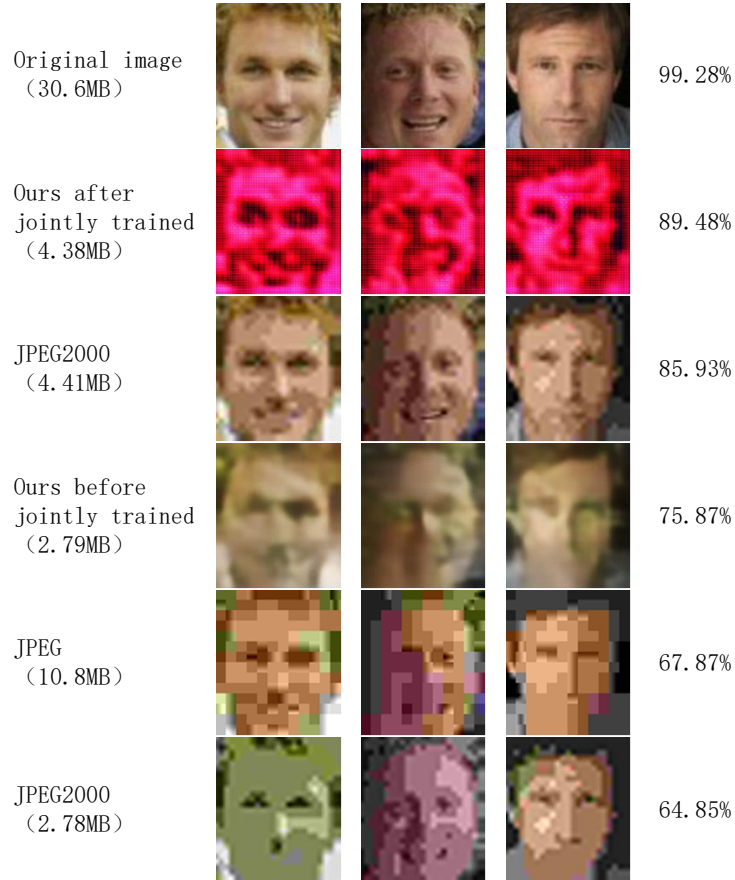 Original image
（30.6MB）
99.28%
Ours after
jointly trained
（4.38MB）
89.48%
JPEG2000
（4.41MB）
85.93%
Ours before
jointly trained
（2.79MB）
75.87%
JPEG
（10.8MB）
67.87%
JPEG2000
（2.78MB）
64.85%